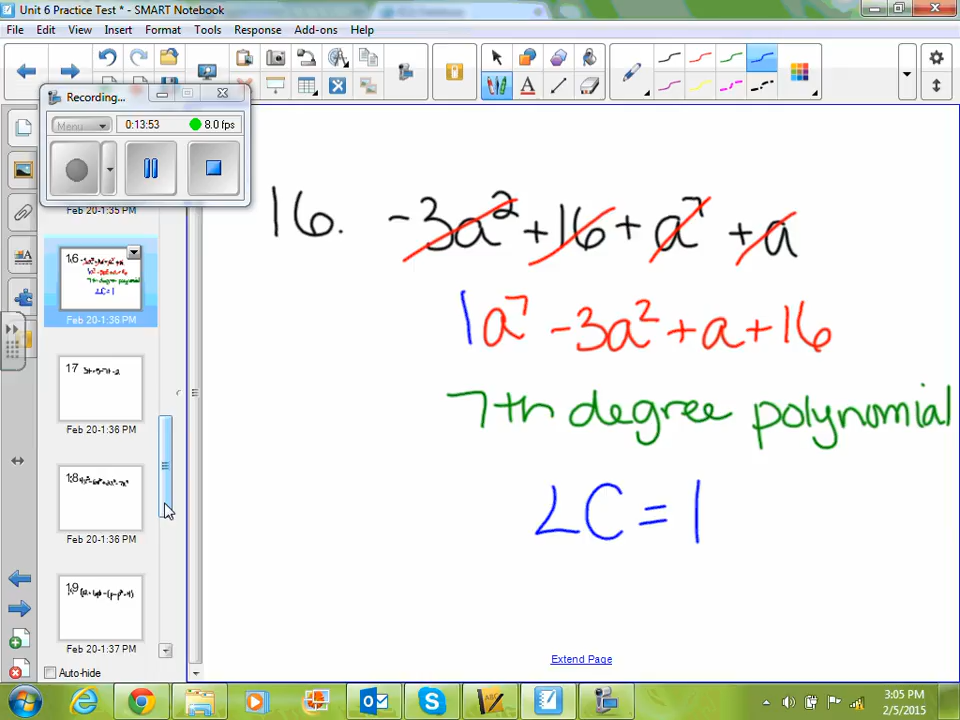 Unit 6 Practice Test * - SMART Notebook
File Edit View Insert Format Tools Response Add-ons Help
Recording...
Menu 0:13:53 8.0 fps
Feb 20-1:35 PM
Feb 20-1:36 PM
17
Feb 20-1:36 PM
18
Feb 20-1:36 PM
19
Feb 20-1:37 PM
Auto-hide
16. -3a² + 16 + a⁷ + a
1a⁷ - 3a² + a + 16
7th degree polynomial
LC = 1
Extend Page
3:05 PM
2/5/2015